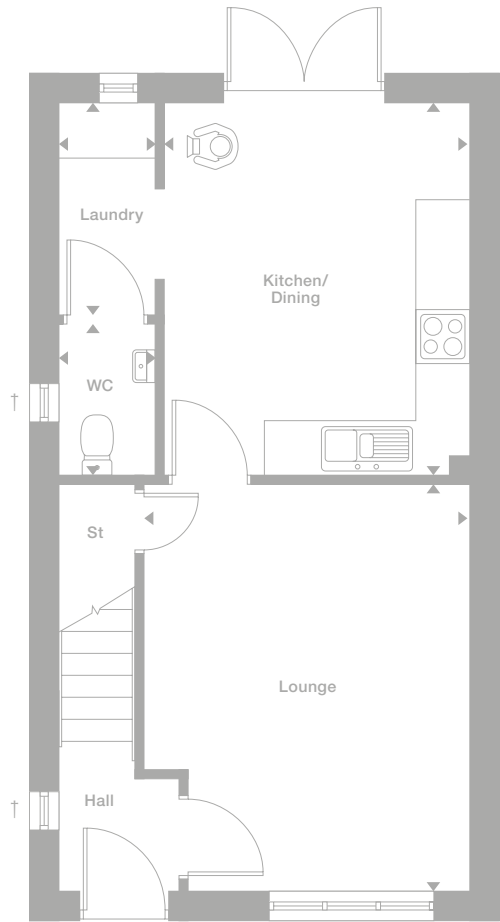 Laundry
Kitchen/
Dining
WC
†
St
Lounge
Hall
†